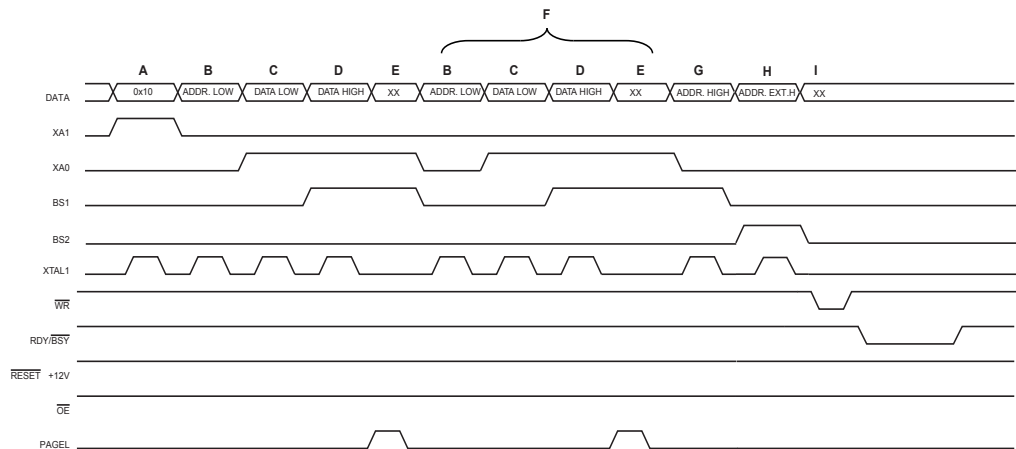 F
A B C D E B C D E G H I
DATA 0x10 ADDR. LOW DATA LOW DATA HIGH XX ADDR. LOW DATA LOW DATA HIGH XX ADDR. HIGH ADDR. EXT.H XX
XA1
XA0
BS1
BS2
XTAL1
WR
RDY/BSY
RESET +12V
OE
PAGEL